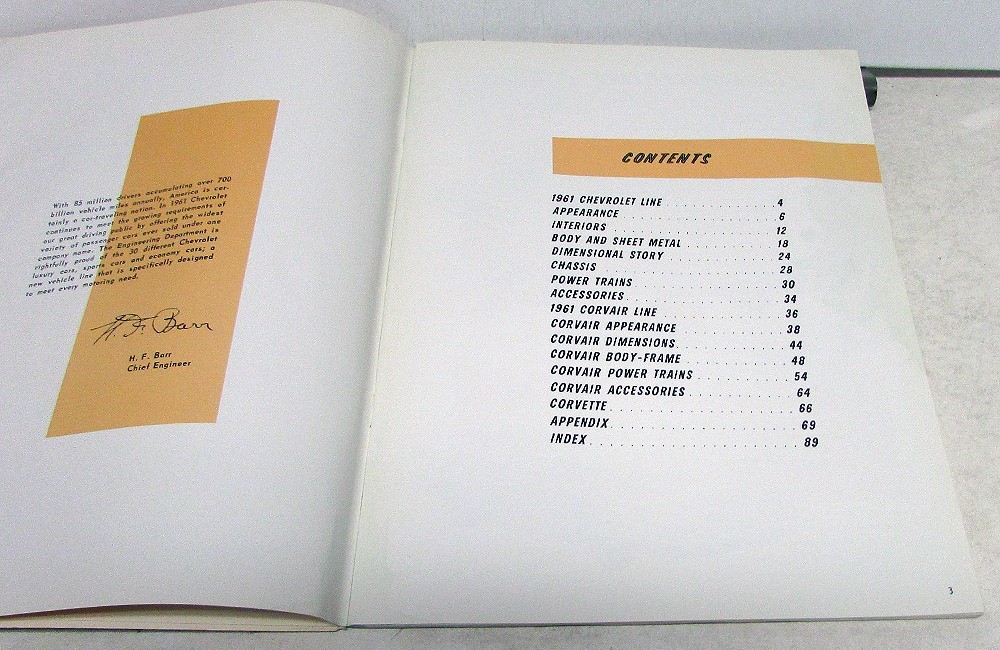 With 85 million drivers accumulating over 700
billion vehicle miles annually, America is cer-
tainly a car-traveling nation. In 1961 Chevrolet
continues to meet the growing requirements of
our great driving public by offering the widest
variety of passenger cars ever sold under one
company name. The Engineering Department is
rightfully proud of the 30 different Chevrolet
luxury cars, sports cars and economy cars; a
new vehicle line that is specifically designed
to meet every motoring need.
H. F. Barr
H. F. Barr
Chief Engineer
CONTENTS
1961 CHEVROLET LINE . . . . . . . . . . . . 4
APPEARANCE . . . . . . . . . . . . 6
INTERIORS . . . . . . . . . . . . 12
BODY AND SHEET METAL . . . . . . . . . . . . 18
DIMENSIONAL STORY . . . . . . . . . . . . 24
CHASSIS . . . . . . . . . . . . 28
POWER TRAINS . . . . . . . . . . . . 30
ACCESSORIES . . . . . . . . . . . . 34
1961 CORVAIR LINE . . . . . . . . . . . . 36
CORVAIR APPEARANCE . . . . . . . . . . . . 38
CORVAIR DIMENSIONS . . . . . . . . . . . . 44
CORVAIR BODY-FRAME . . . . . . . . . . . . 48
CORVAIR POWER TRAINS . . . . . . . . . . . . 54
CORVAIR ACCESSORIES . . . . . . . . . . . . 64
CORVETTE . . . . . . . . . . . . 66
APPENDIX . . . . . . . . . . . . 69
INDEX . . . . . . . . . . . . 89
3